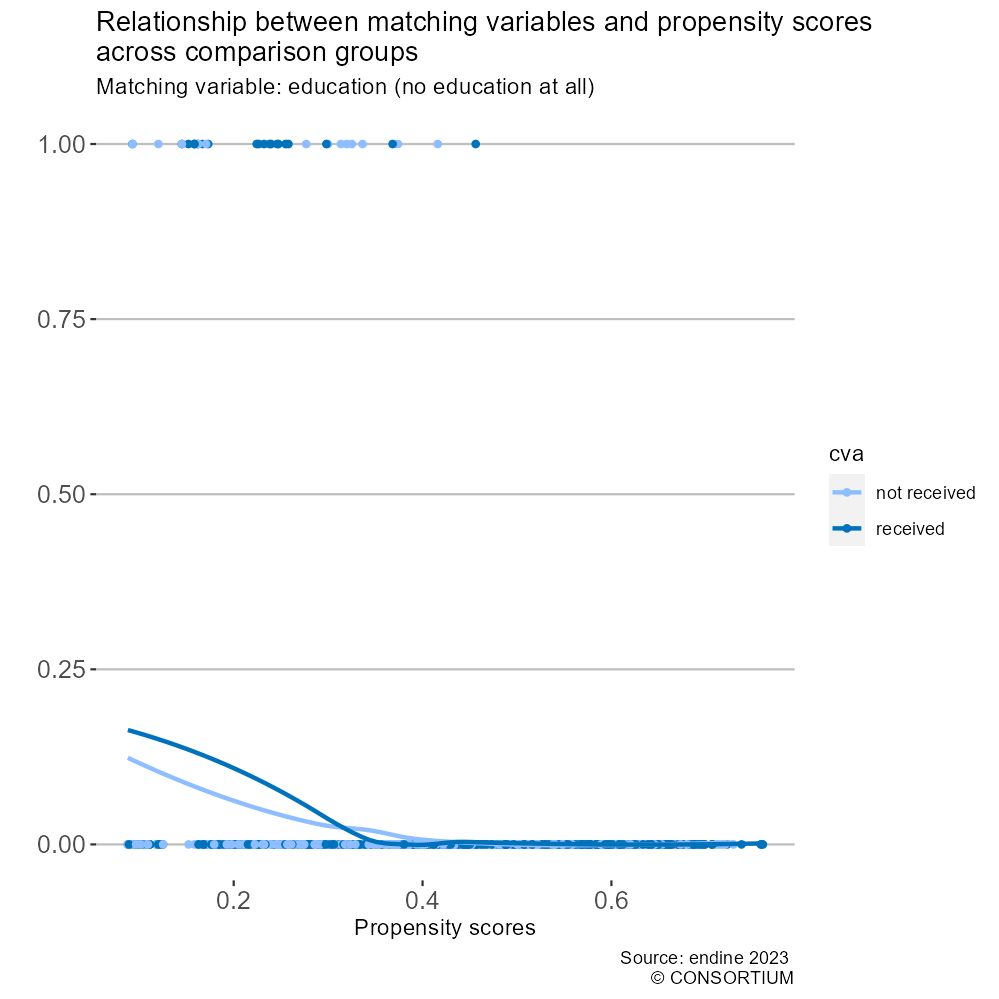 Relationship between matching variables and propensity scores
across comparison groups
Matching variable: education (no education at all)
1.00
0.75
0.50
0.25
0.00
0.2
0.4
0.6
Propensity scores
cva
not received
received
Source: endine 2023
© CONSORTIUM